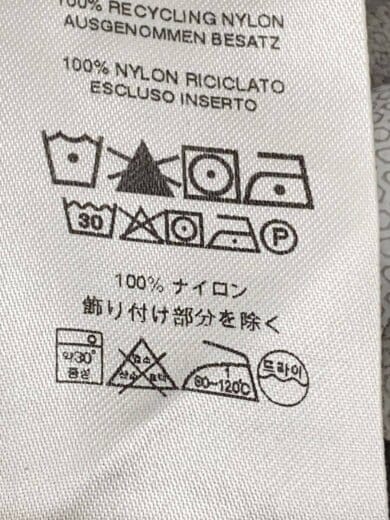 100% RECYCLING NYLON
AUSGENOMMEN BESATZ
100% NYLON RICICLATO
ESCLUSO INSERTO
30 P
100% ナイロン
飾り付け部分を除く
약30° 80~120℃ 드라이
중성